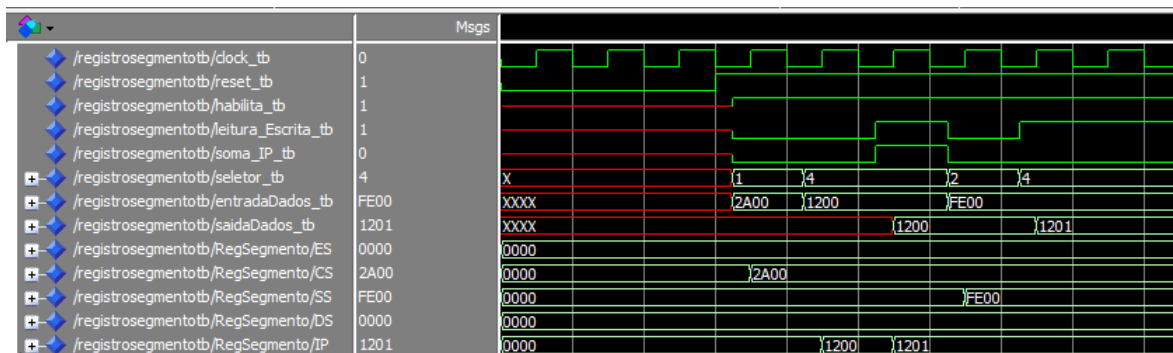 Msgs
/registrosegmentotb/clock_tb 0
/registrosegmentotb/reset_tb 1
/registrosegmentotb/habilita_tb 1
/registrosegmentotb/leitura_Escrita_tb 1
/registrosegmentotb/soma_IP_tb 0
/registrosegmentotb/seletor_tb 4 X 1 4 2 4
/registrosegmentotb/entradaDados_tb FE00 XXXX 2A00 1200 FE00
/registrosegmentotb/saidaDados_tb 1201 XXXX 1200 1201
/registrosegmentotb/RegSegmento/ES 0000 0000
/registrosegmentotb/RegSegmento/CS 2A00 0000 2A00
/registrosegmentotb/RegSegmento/SS FE00 0000 FE00
/registrosegmentotb/RegSegmento/DS 0000 0000
/registrosegmentotb/RegSegmento/IP 1201 0000 1200 1201